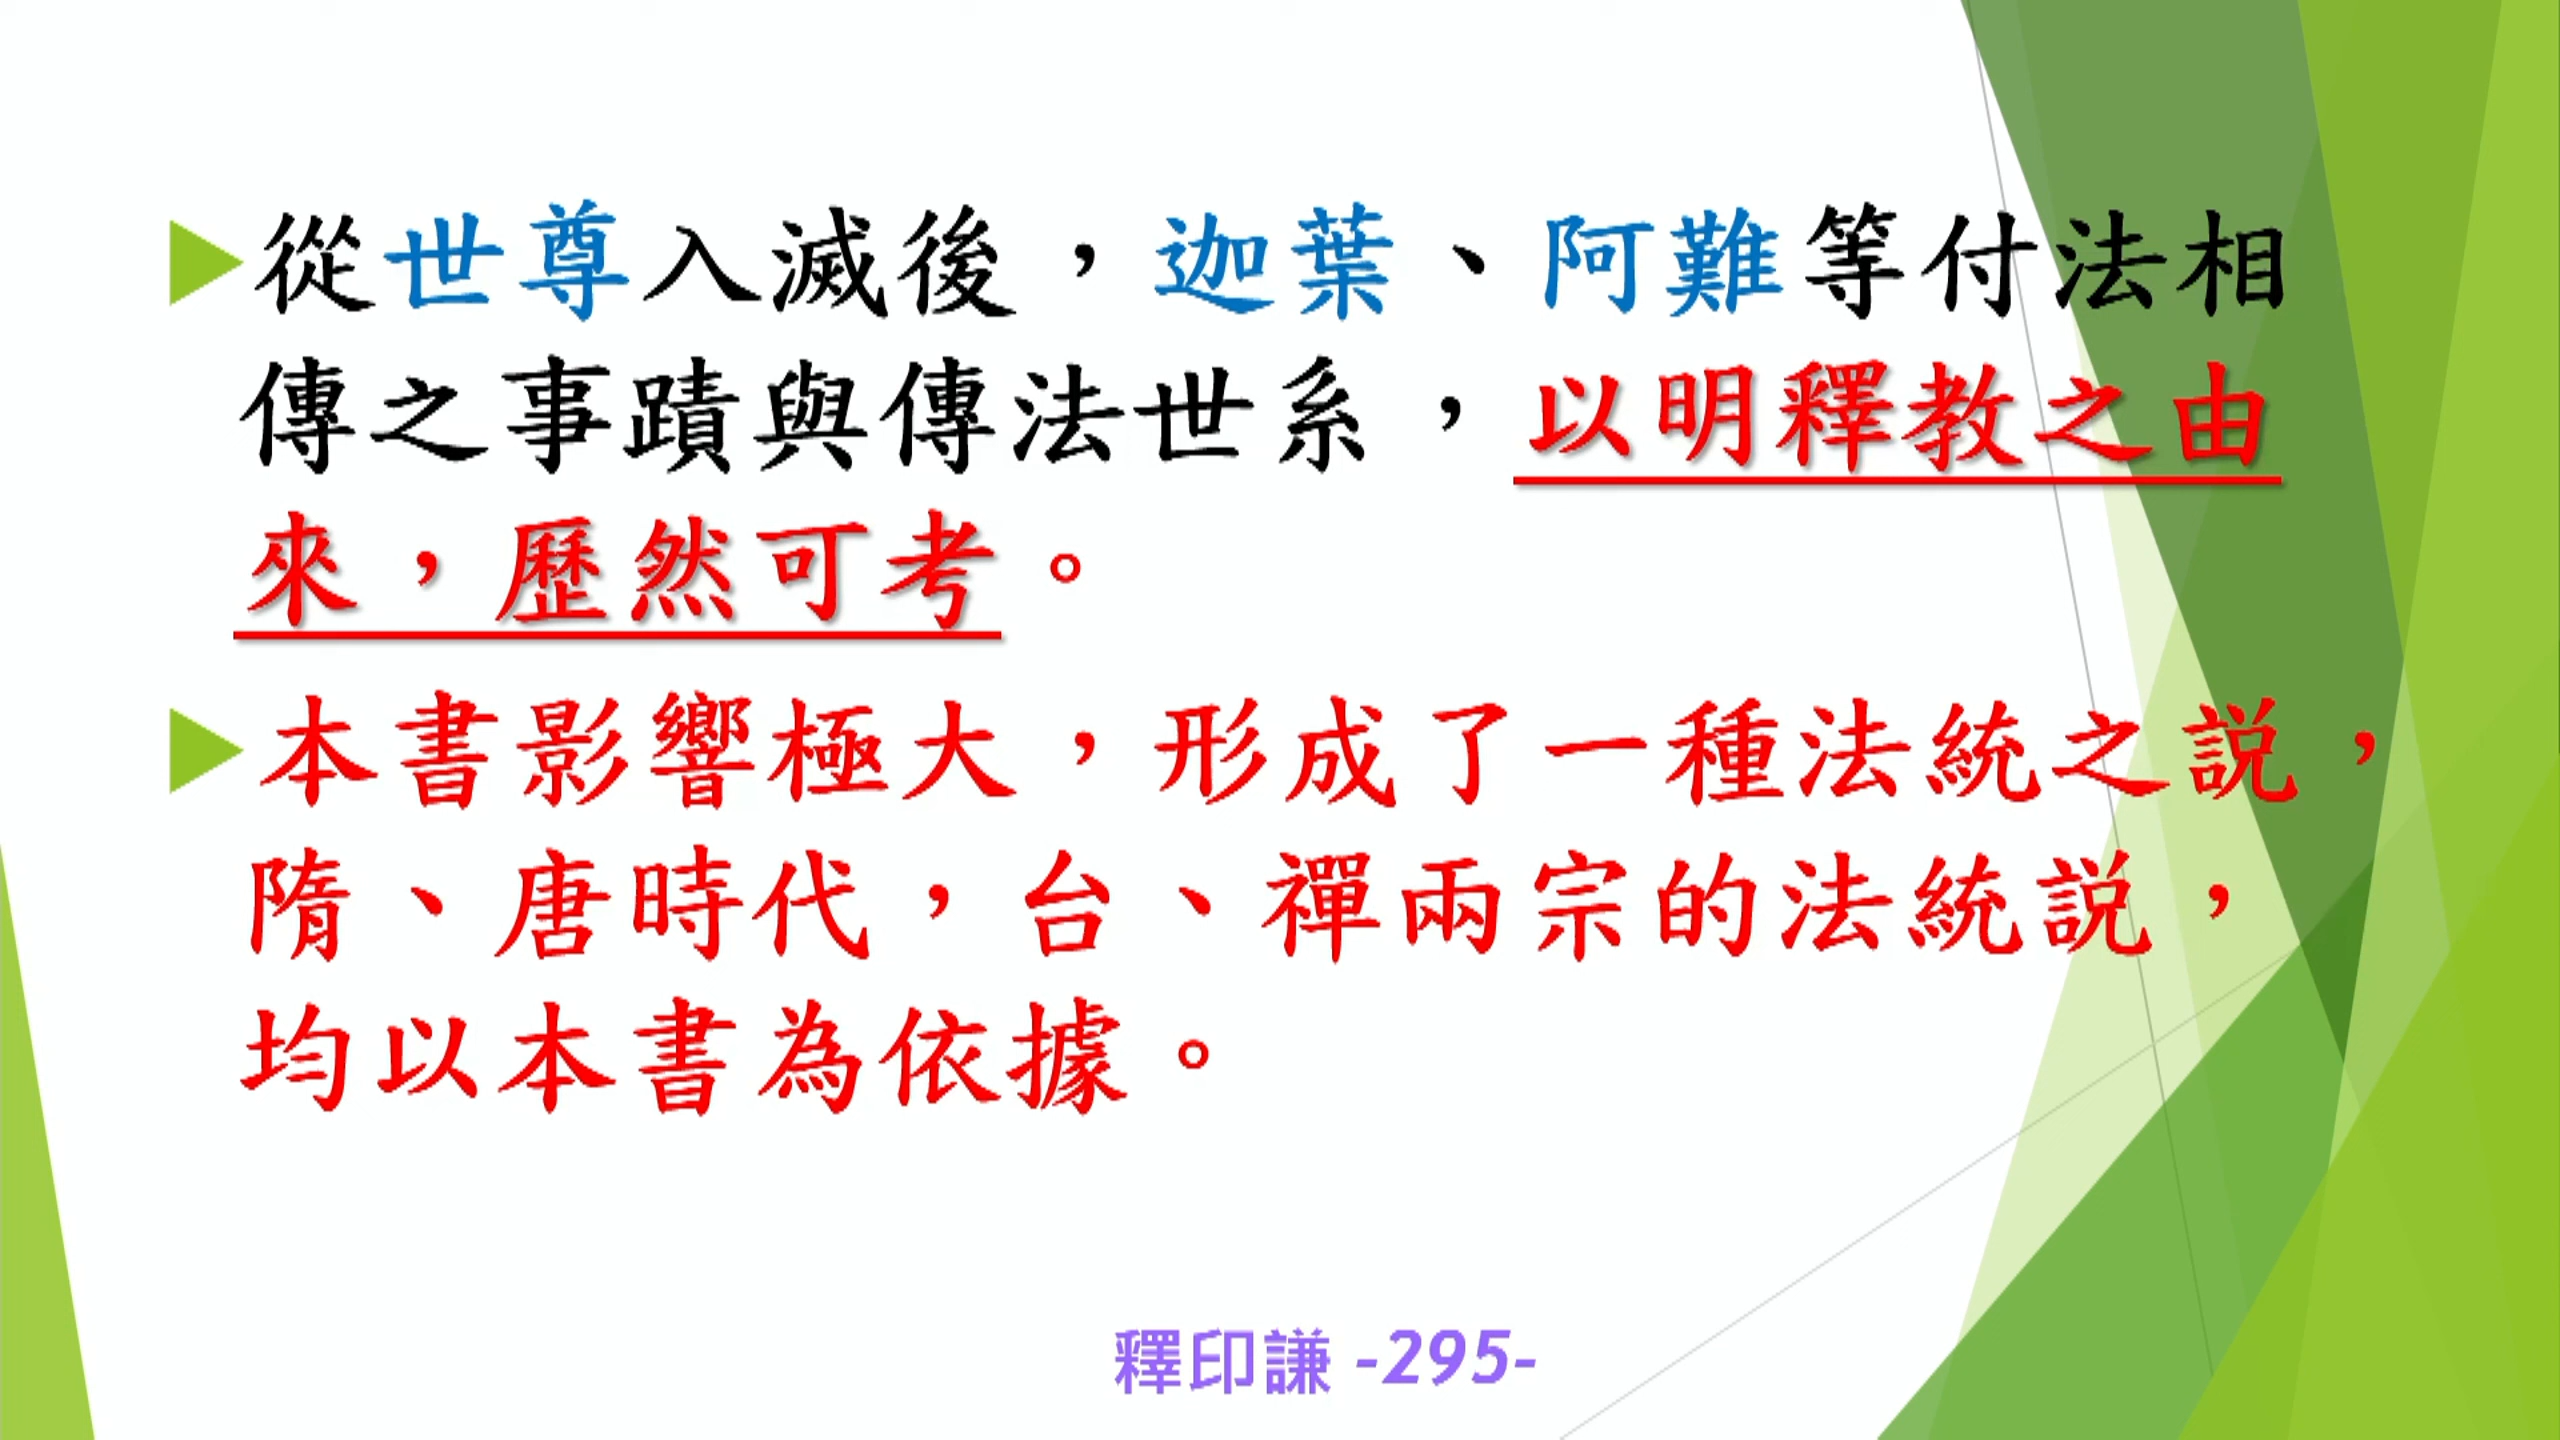 從世尊入滅後，迦葉、阿難等付法相
傳之事蹟與傳法世系，以明釋教之由
來，歷然可考。
本書影響極大，形成了一種法統之說，
隋、唐時代，台、禪兩宗的法統說，
均以本書為依據。
釋印謙 -295-